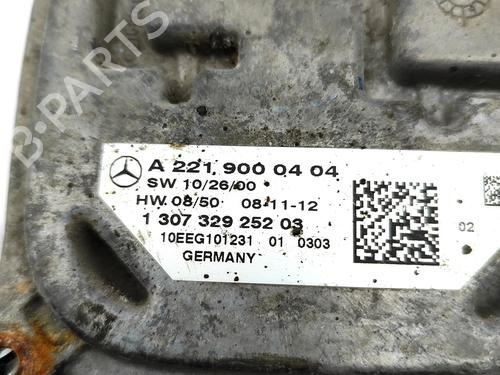 B-PARTS
A 221 900 04 04
SW 10/26/00
HW 08/50 08-11-12
1 307 329 252 03
10EEG101231 01 0303
GERMANY
02